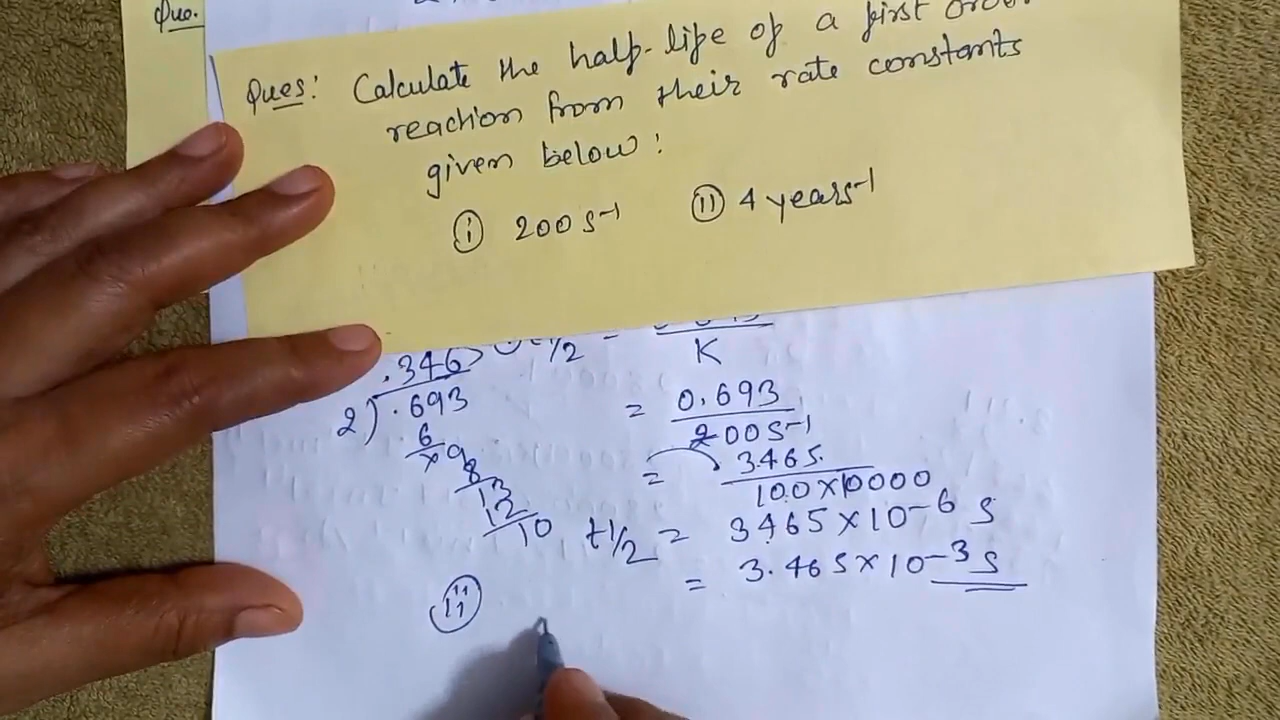 Quo.
Ques: Calculate the half-life of a first order
reaction from their rate constants
given below:
(i) 200 s⁻¹ (ii) 4 years⁻¹
t1/2 =
K
.346
2).693
6
9
8
13
12
10
= 0.693
200 s⁻¹
= 3465.
100×10000
t1/2 = 3465×10⁻⁶ s
= 3.465×10⁻³ s
(ii)